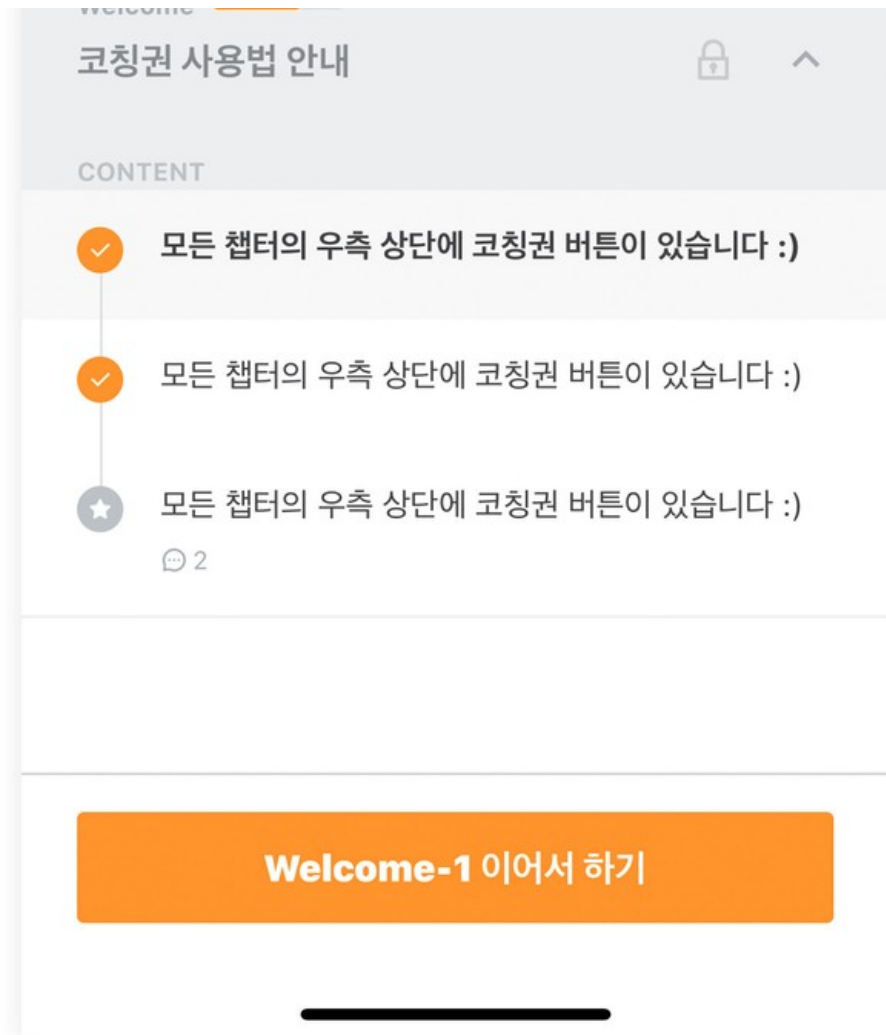 Welcome
코칭권 사용법 안내
CONTENT
모든 챕터의 우측 상단에 코칭권 버튼이 있습니다 :)
모든 챕터의 우측 상단에 코칭권 버튼이 있습니다 :)
모든 챕터의 우측 상단에 코칭권 버튼이 있습니다 :)
2
Welcome-1 이어서 하기